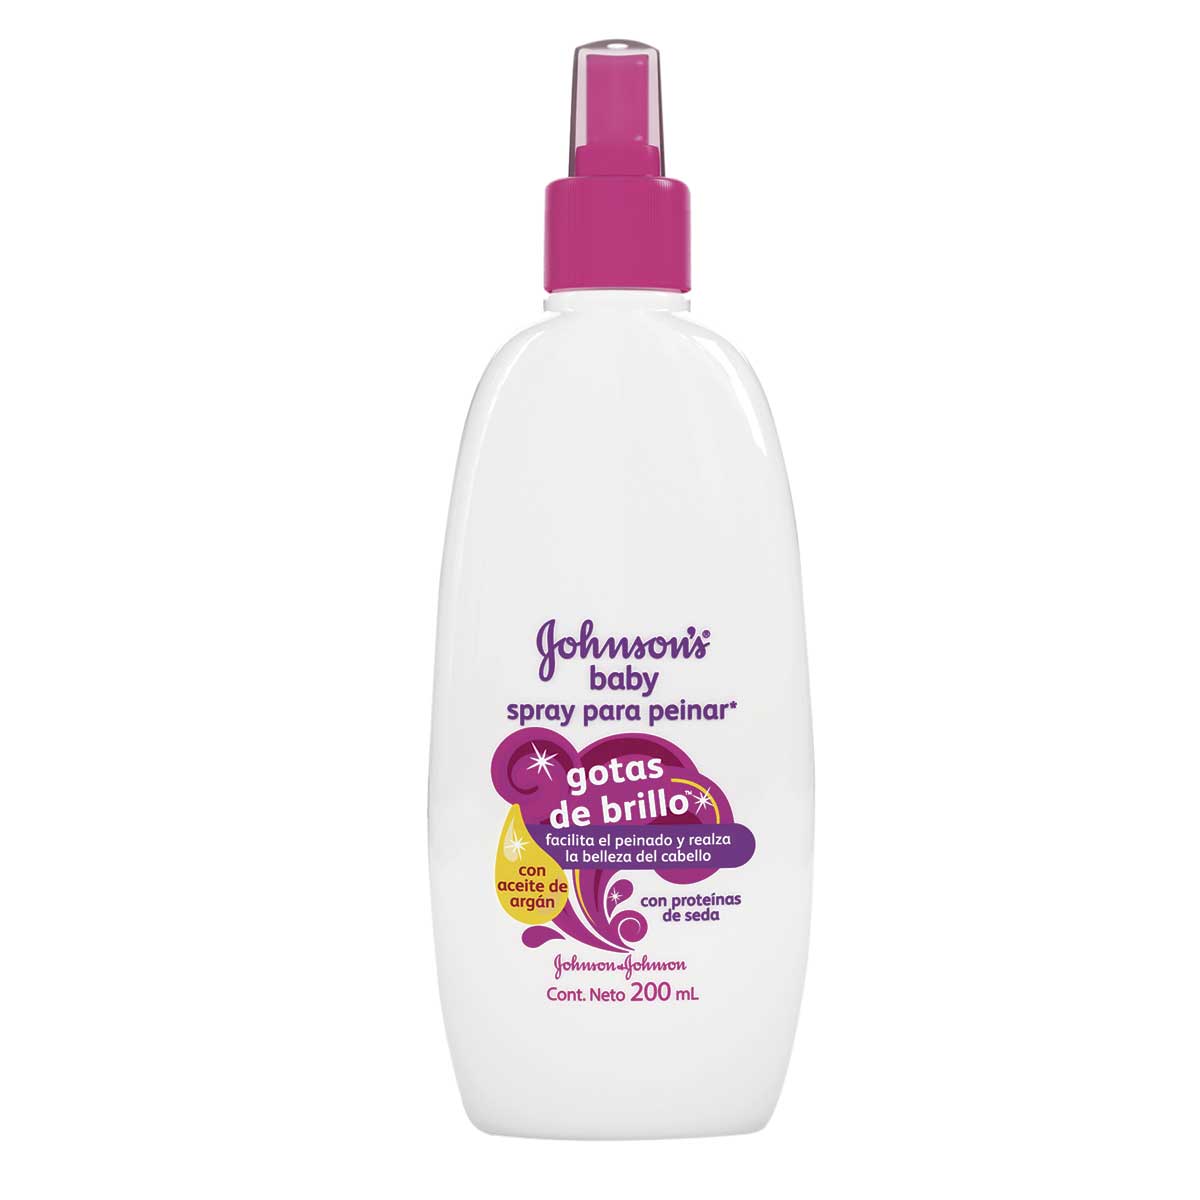 Johnson's®
baby
spray para peinar*
gotas
de brillo™
facilita el peinado y realza
la belleza del cabello
con
aceite de
argán
con proteínas
de seda
Johnson & Johnson
Cont. Neto 200 mL